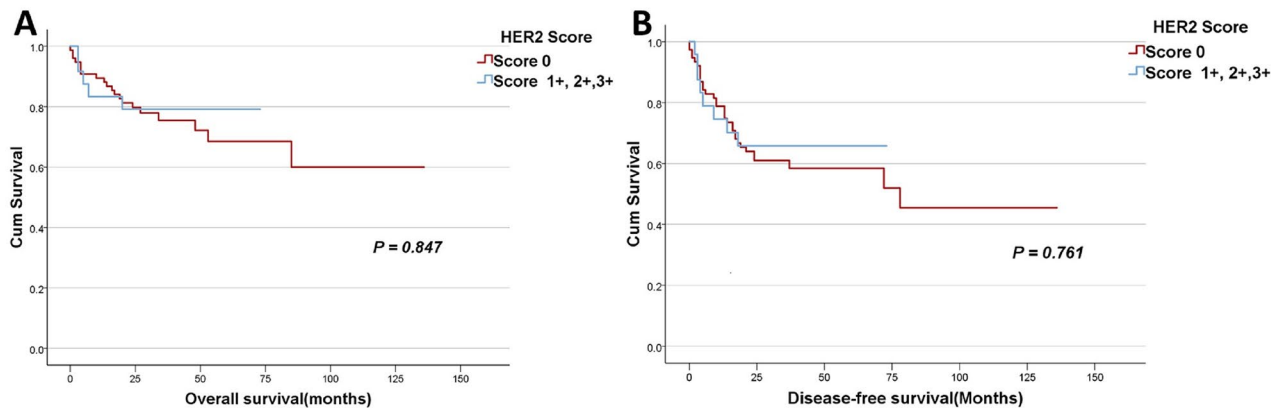 A
HER2 Score
Score 0
Score 1+, 2+,3+
1.0
0.8
0.6
0.4
0.2
0.0
Cum Survival
P = 0.847
0 25 50 75 100 125 150
Overall survival(months)
B
HER2 Score
Score 0
Score 1+, 2+,3+
1.0
0.8
0.6
0.4
0.2
0.0
Cum Survival
P = 0.761
0 25 50 75 100 125 150
Disease-free survival(Months)